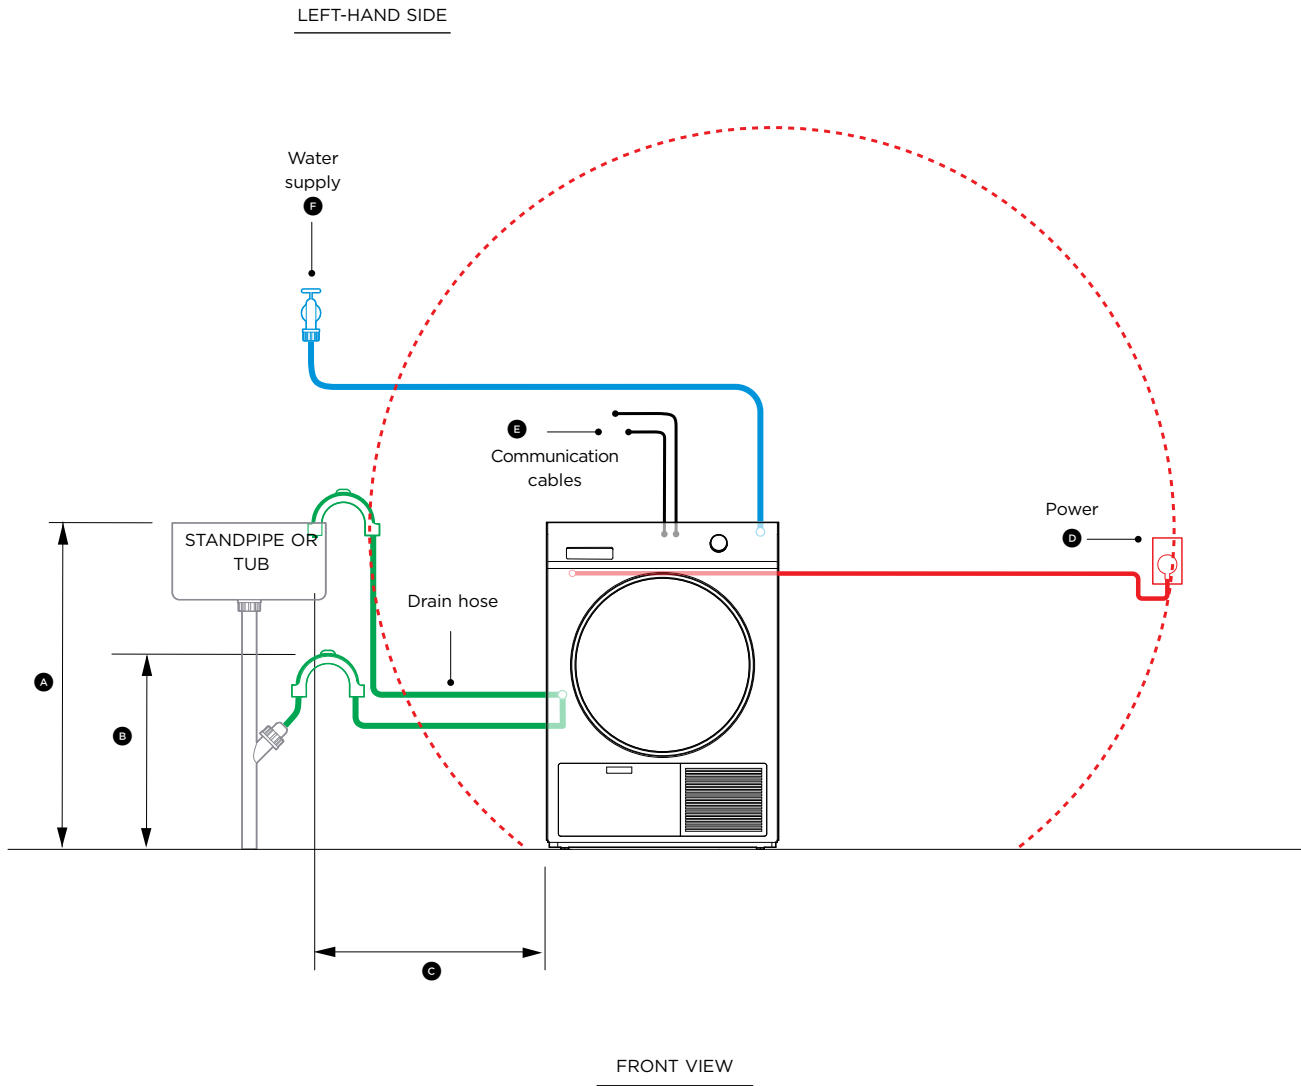 LEFT-HAND SIDE
Water
supply
F
E
Communication
cables
Power
D
STANDPIPE OR
TUB
Drain hose
A
B
C
FRONT VIEW